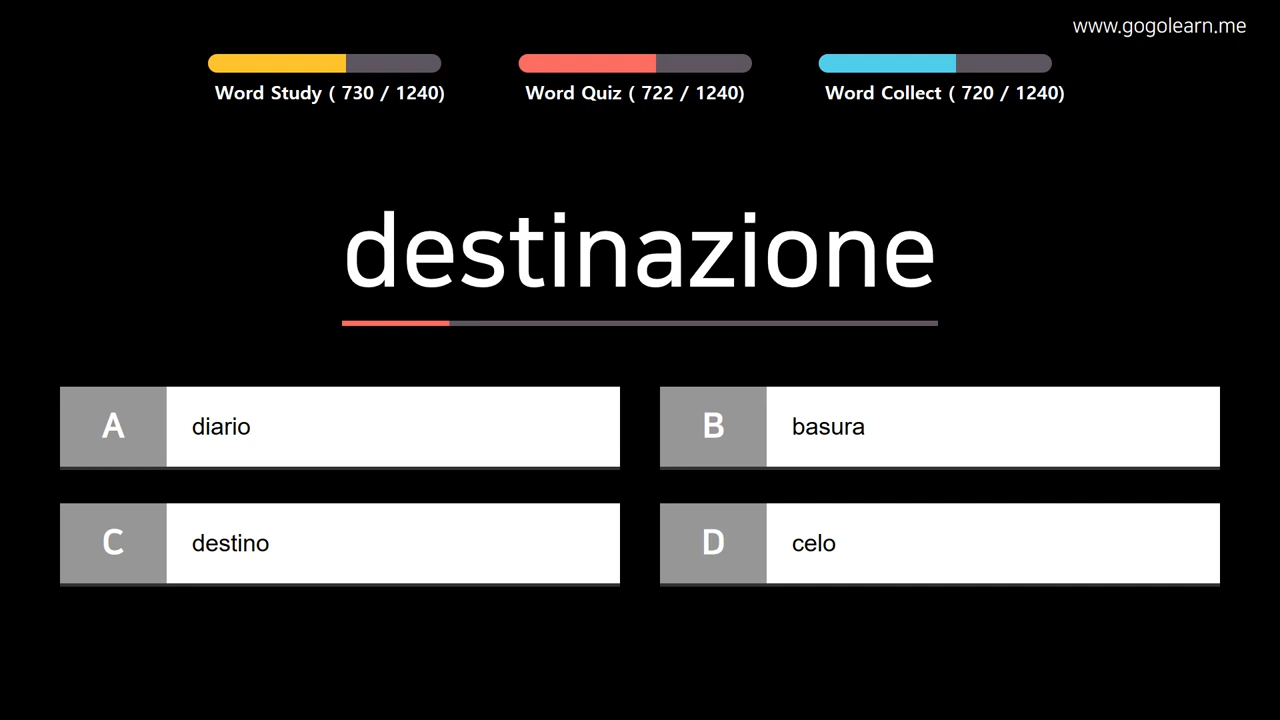 www.gogolearn.me
Word Study ( 730 / 1240)
Word Quiz ( 722 / 1240)
Word Collect ( 720 / 1240)
destinazione
A
diario
B
basura
C
destino
D
celo